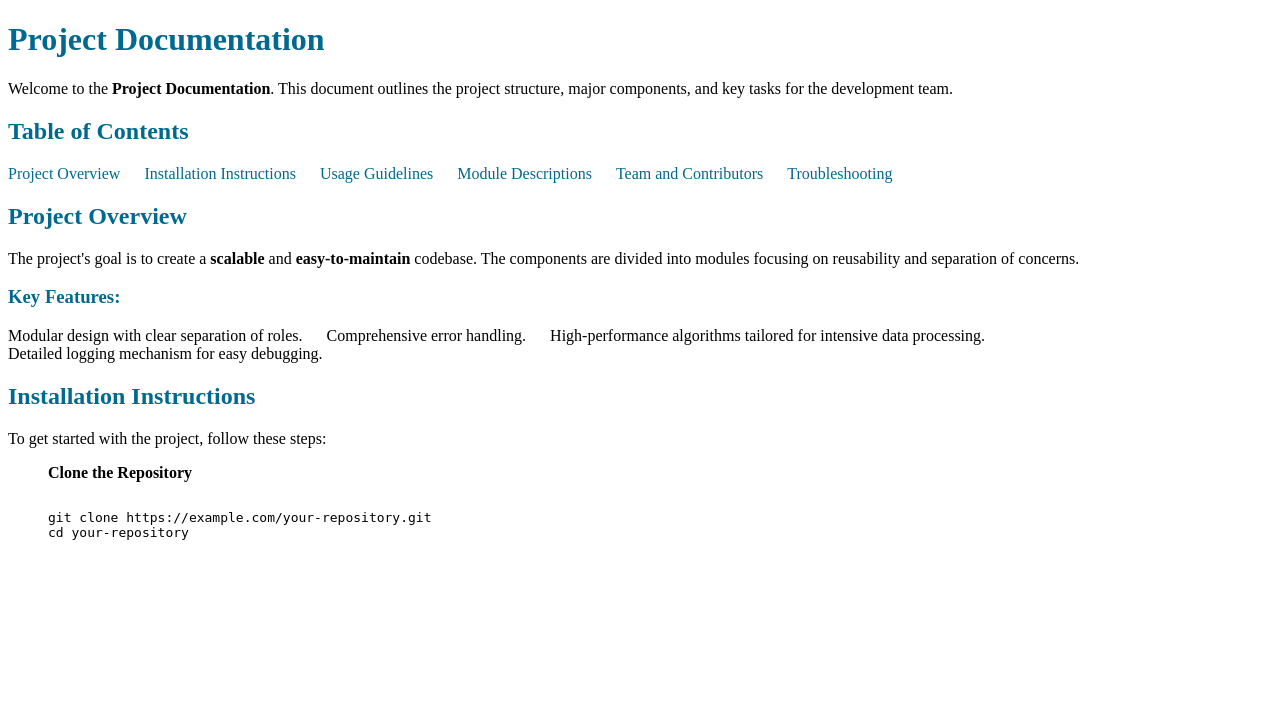 Project Documentation
Welcome to the Project Documentation. This document outlines the project structure, major components, and key tasks for the development team.
Table of Contents
Project Overview Installation Instructions Usage Guidelines Module Descriptions Team and Contributors Troubleshooting
Project Overview
The project's goal is to create a scalable and easy-to-maintain codebase. The components are divided into modules focusing on reusability and separation of concerns.
Key Features:
Modular design with clear separation of roles. Comprehensive error handling. High-performance algorithms tailored for intensive data processing.
Detailed logging mechanism for easy debugging.
Installation Instructions
To get started with the project, follow these steps:
Clone the Repository
git clone https://example.com/your-repository.git
cd your-repository